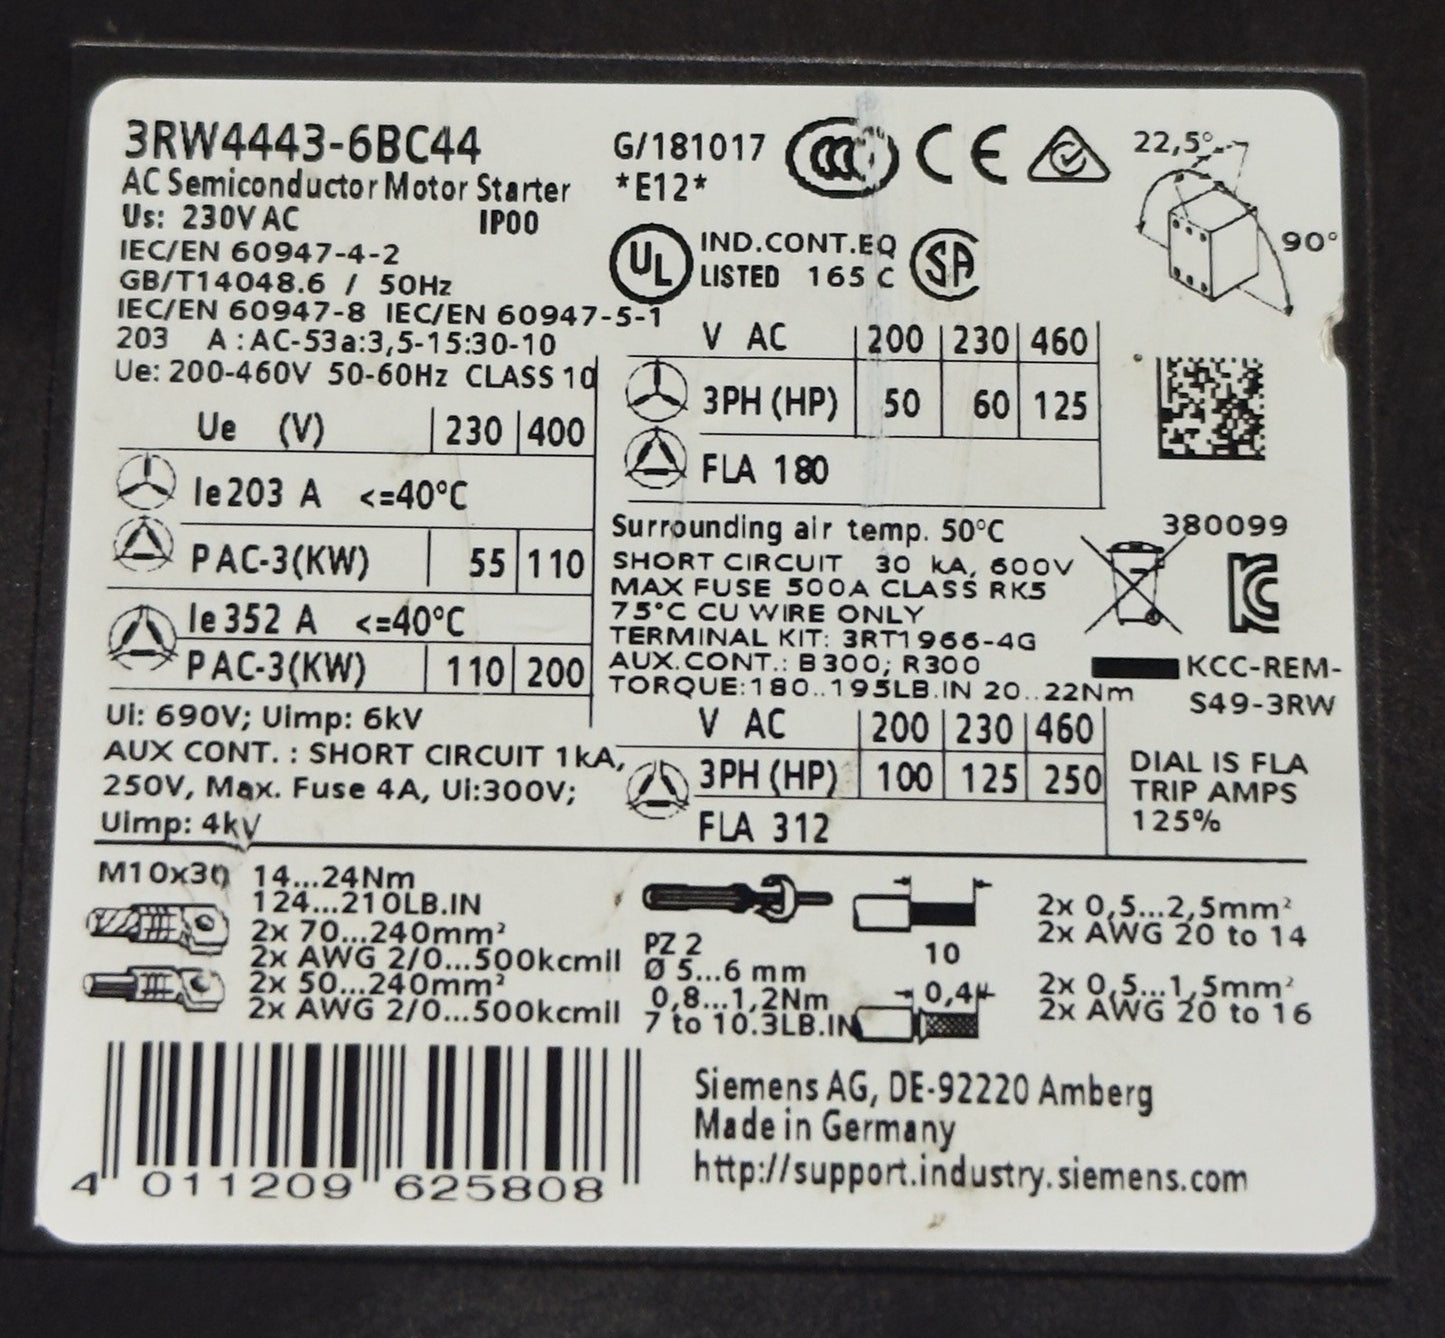 3RW4443-6BC44
AC Semiconductor Motor Starter
Us: 230V AC IP00
IEC/EN 60947-4-2
GB/T14048.6 / 50Hz
IEC/EN 60947-8 IEC/EN 60947-5-1
203 A : AC-53a:3,5-15:30-10
Ue: 200-460V 50-60Hz CLASS 10
Ue (V) 230 400
Ie 203 A <=40°C
P AC-3(KW) 55 110
Ie 352 A <=40°C
P AC-3(KW) 110 200
Ui: 690V; Uimp: 6kV
AUX CONT. : SHORT CIRCUIT 1kA,
250V, Max. Fuse 4A, Ui:300V;
Uimp: 4kV
G/181017
*E12*
CCC CE
UL IND.CONT.EQ
LISTED 165 C SA
22,5°
90°
V AC 200 230 460
3PH (HP) 50 60 125
FLA 180
Surrounding air temp. 50°C
SHORT CIRCUIT 30 kA, 600V
MAX FUSE 500A CLASS RK5
75°C CU WIRE ONLY
TERMINAL KIT: 3RT1966-4G
AUX.CONT.: B300; R300
TORQUE:180..195LB.IN 20..22Nm
V AC 200 230 460
3PH (HP) 100 125 250
FLA 312
380099
KCC-REM-
S49-3RW
DIAL IS FLA
TRIP AMPS
125%
M10x30 14...24Nm
124...210LB.IN
2x 70...240mm²
2x AWG 2/0...500kcmil
2x 50...240mm²
2x AWG 2/0...500kcmil
PZ 2
Ø 5...6 mm
0,8...1,2Nm
7 to 10.3LB.IN
10
0,4
2x 0,5...2,5mm²
2x AWG 20 to 14
2x 0,5...1,5mm²
2x AWG 20 to 16
4 011209 625808
Siemens AG, DE-92220 Amberg
Made in Germany
http://support.industry.siemens.com